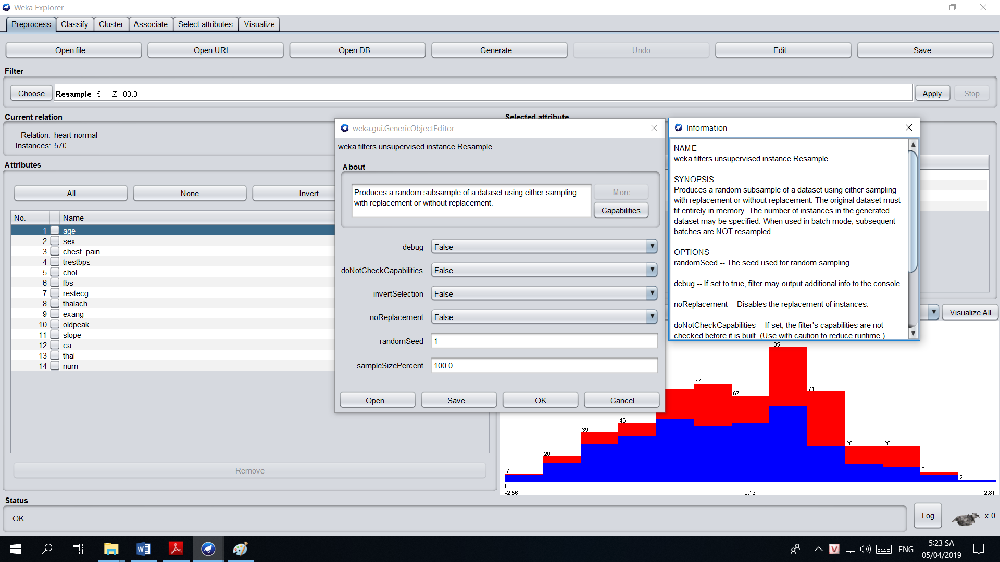 Weka Explorer
Preprocess Classify Cluster Associate Select attributes Visualize
Open file... Open URL... Open DB... Generate... Undo Edit... Save...
Filter
Choose Resample -S 1 -Z 100.0 Apply Stop
Current relation
Relation: heart-normal
Instances: 570
Attributes
All None Invert
No. Name
1 age
2 sex
3 chest_pain
4 trestbps
5 chol
6 fbs
7 restecg
8 thalach
9 exang
10 oldpeak
11 slope
12 ca
13 thal
14 num
Remove
Selected attribute
weka.gui.GenericObjectEditor
weka.filters.unsupervised.instance.Resample
About
Produces a random subsample of a dataset using either sampling
with replacement or without replacement.
More
Capabilities
debug False
doNotCheckCapabilities False
invertSelection False
noReplacement False
randomSeed 1
sampleSizePercent 100.0
Open... Save... OK Cancel
Information
NAME
weka.filters.unsupervised.instance.Resample
SYNOPSIS
Produces a random subsample of a dataset using either sampling
with replacement or without replacement. The original dataset must
fit entirely in memory. The number of instances in the generated
dataset may be specified. When used in batch mode, subsequent
batches are NOT resampled.
OPTIONS
randomSeed -- The seed used for random sampling.
debug -- If set to true, filter may output additional info to the console.
noReplacement -- Disables the replacement of instances.
doNotCheckCapabilities -- If set, the filter's capabilities are not
checked before it is built. (Use with caution to reduce runtime.)
Visualize All
7 20 39 46 77 67 105 71 28 28 8 2
-2.56 0.13 2.81
Status
OK
Log x 0
ENG
5:23 SA
05/04/2019